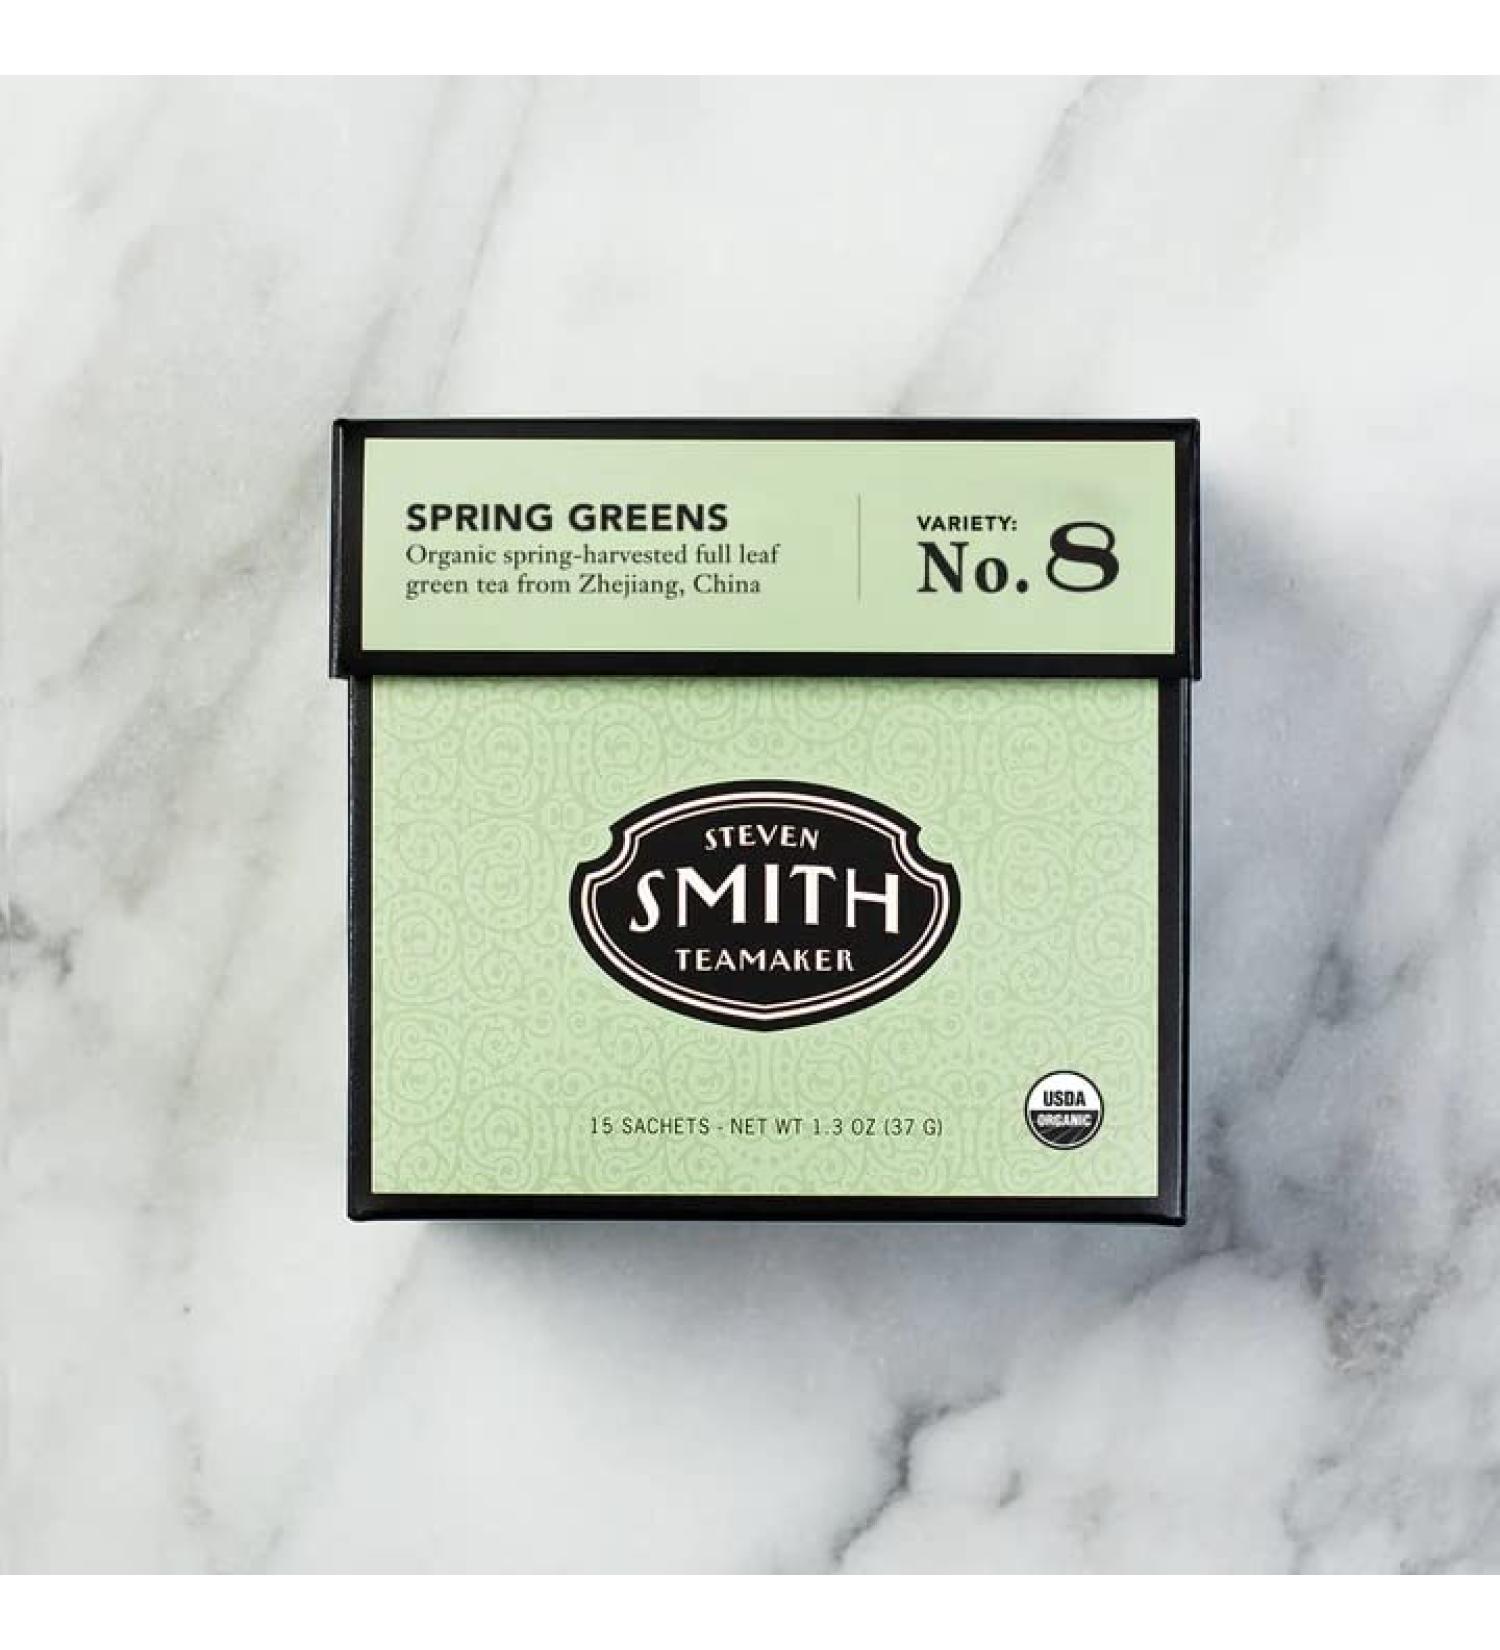 SPRING GREENS
Organic spring-harvested full leaf
green tea from Zhejiang, China
VARIETY:
No. 8
STEVEN
SMITH
TEAMAKER
15 SACHETS - NET WT 1.3 OZ (37 G)
USDA
ORGANIC